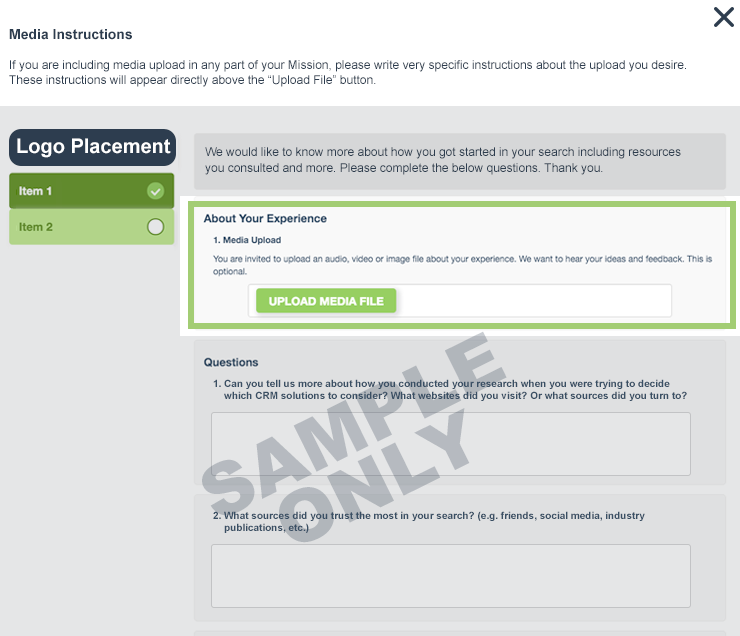 Media Instructions
If you are including media upload in any part of your Mission, please write very specific instructions about the upload you desire.
These instructions will appear directly above the “Upload File” button.
Logo Placement
Item 1
Item 2
We would like to know more about how you got started in your search including resources
you consulted and more. Please complete the below questions. Thank you.
About Your Experience
1. Media Upload
You are invited to upload an audio, video or image file about your experience. We want to hear your ideas and feedback. This is
optional.
UPLOAD MEDIA FILE
Questions
1. Can you tell us more about how you conducted your research when you were trying to decide
which CRM solutions to consider? What websites did you visit? Or what sources did you turn to?
SAMPLE
ONLY
2. What sources did you trust the most in your search? (e.g. friends, social media, industry
publications, etc.)